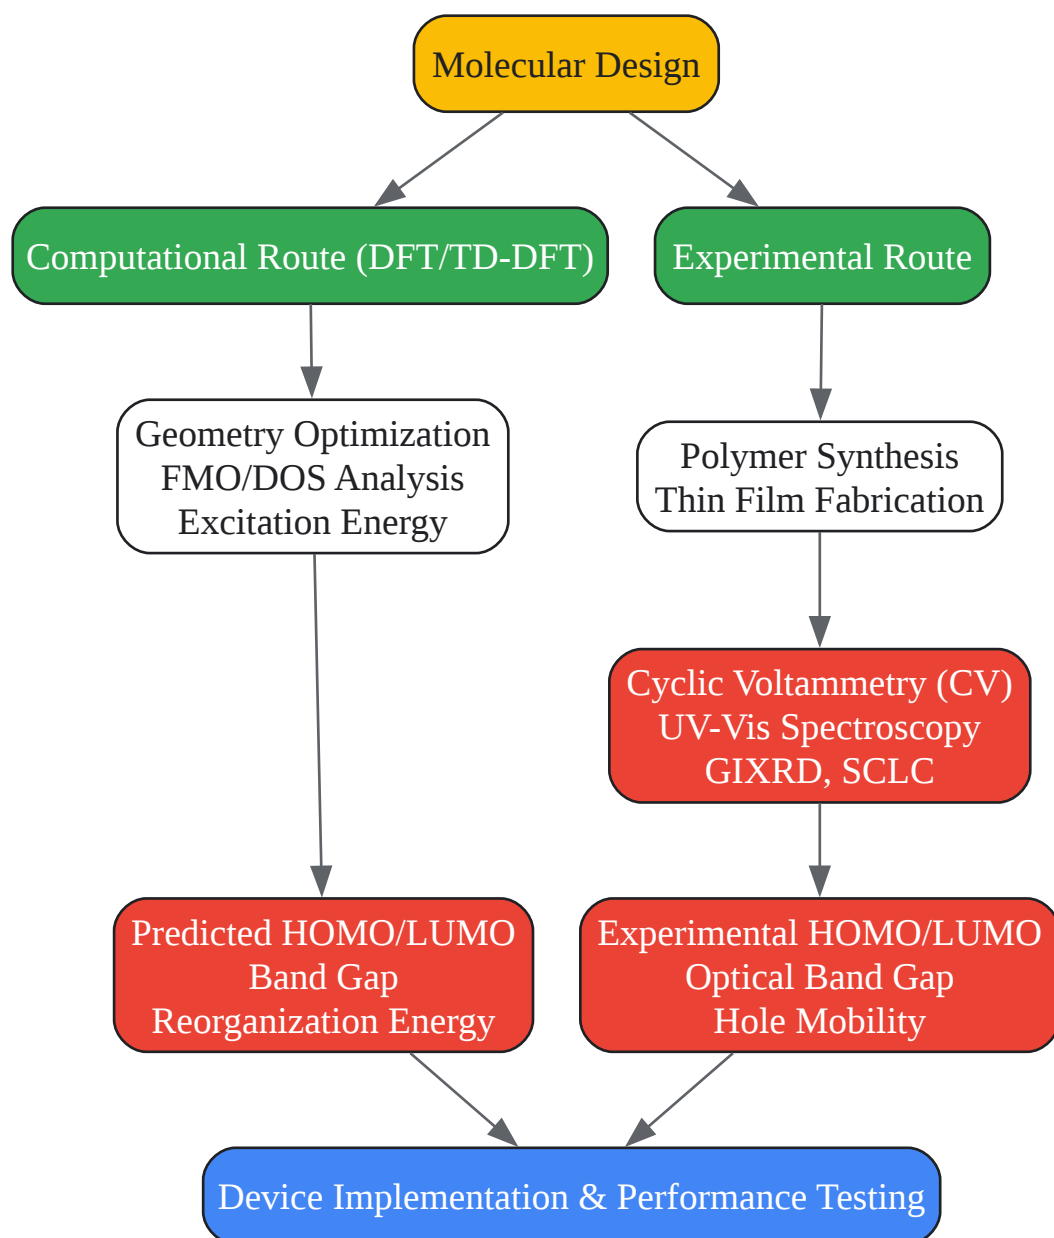 Molecular Design
Computational Route (DFT/TD-DFT)
Experimental Route
Geometry Optimization
FMO/DOS Analysis
Excitation Energy
Polymer Synthesis
Thin Film Fabrication
Cyclic Voltammetry (CV)
UV-Vis Spectroscopy
GIXRD, SCLC
Predicted HOMO/LUMO
Band Gap
Reorganization Energy
Experimental HOMO/LUMO
Optical Band Gap
Hole Mobility
Device Implementation & Performance Testing